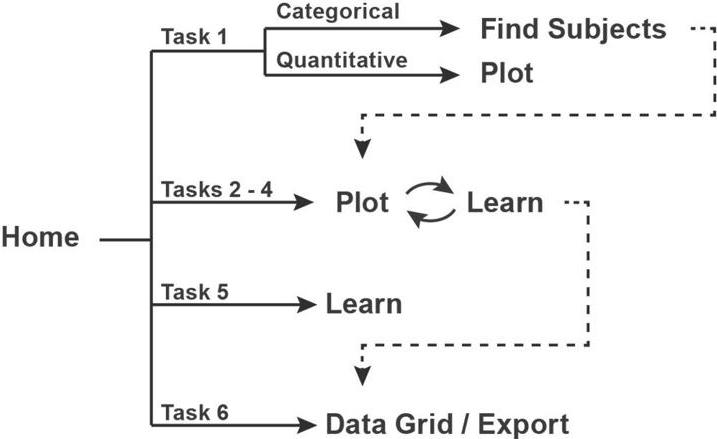 Categorical
Task 1
Find Subjects
Quantitative
Plot
Tasks 2 - 4
Plot
Learn
Home
Task 5
Learn
Task 6
Data Grid / Export